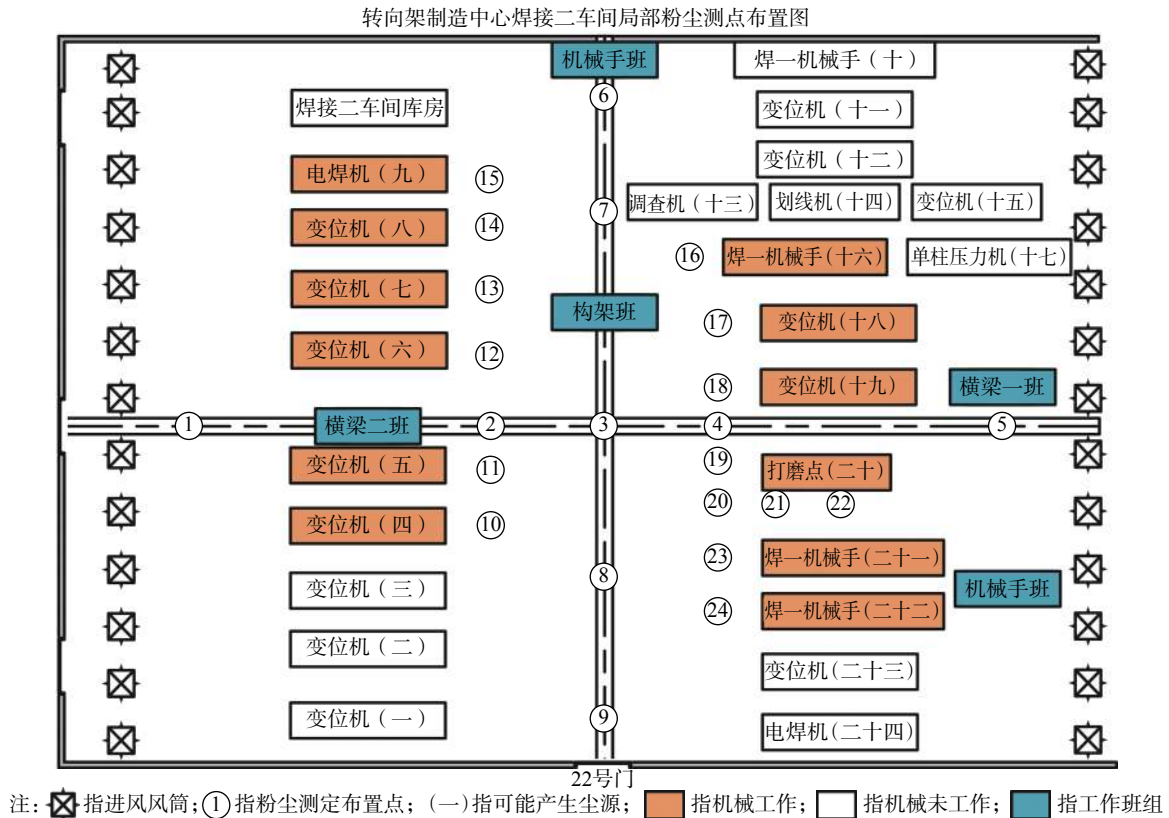 转向架制造中心焊接二车间局部粉尘测点布置图
机械手班
焊一机械手（十）
⑥
焊接二车间库房
变位机（十一）
变位机（十二）
电焊机（九）
⑮
⑦
调查机（十三）
划线机（十四）
变位机（十五）
变位机（八）
⑭
⑯
焊一机械手(十六)
单柱压力机（十七）
变位机（七）
⑬
构架班
⑰
变位机(十八)
变位机（六）
⑫
⑱
变位机(十九)
横梁一班
①
横梁二班
②
③
④
⑤
变位机（五）
⑪
⑲
打磨点(二十)
变位机（四）
⑩
⑳
㉑
㉒
㉓
焊一机械手(二十一)
变位机（三）
⑧
机械手班
㉔
焊一机械手(二十二)
变位机（二）
变位机(二十三)
变位机（一）
⑨
电焊机(二十四)
22号门
注: 指进风风筒; ①指粉尘测定布置点; (一)指可能产生尘源; 指机械工作; 指机械未工作; 指工作班组